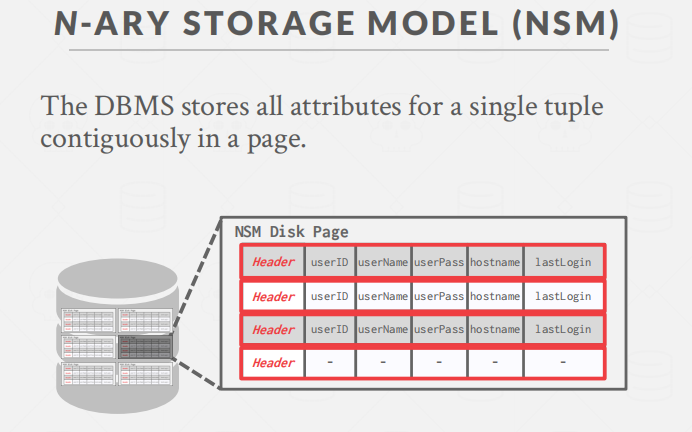 N-ARY STORAGE MODEL (NSM)
The DBMS stores all attributes for a single tuple
contiguously in a page.
NSM Disk Page
Header userID userName userPass hostname lastLogin
Header userID userName userPass hostname lastLogin
Header userID userName userPass hostname lastLogin
Header - - - - -